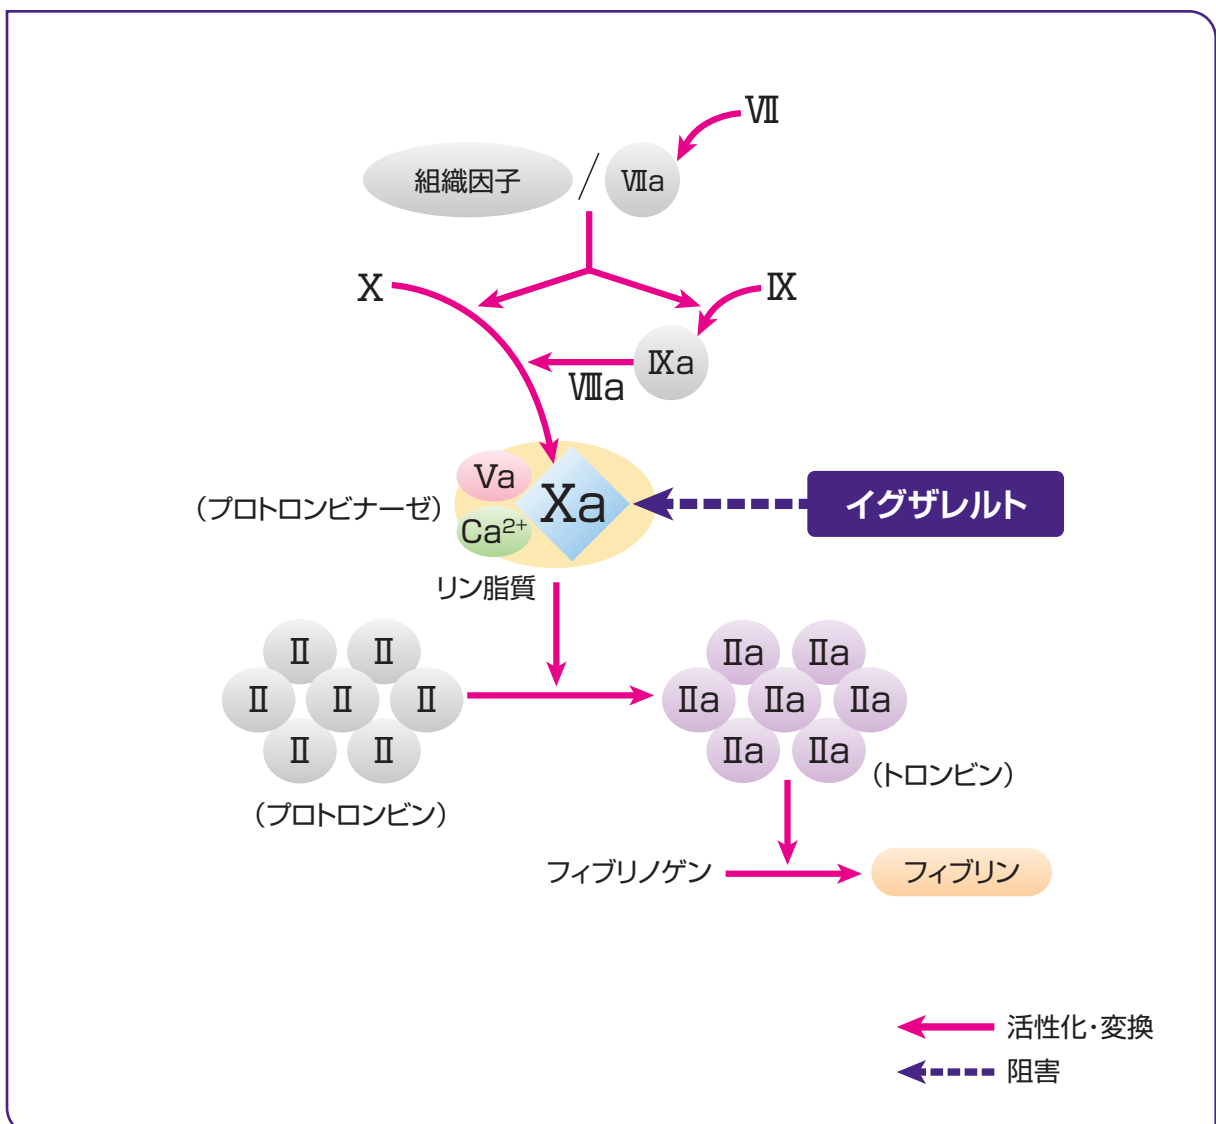 Ⅶ
組織因子 / Ⅶa
Ⅹ
Ⅸ
Ⅸa
Ⅷa
Ⅴa
Ⅹa
イグザレルト
(プロトロンビナーゼ)
Ca²⁺
リン脂質
Ⅱ Ⅱ
Ⅱ Ⅱ Ⅱ
Ⅱ Ⅱ
(プロトロンビン)
Ⅱa Ⅱa
Ⅱa Ⅱa Ⅱa
Ⅱa Ⅱa
(トロンビン)
フィブリノゲン
フィブリン
活性化・変換
阻害